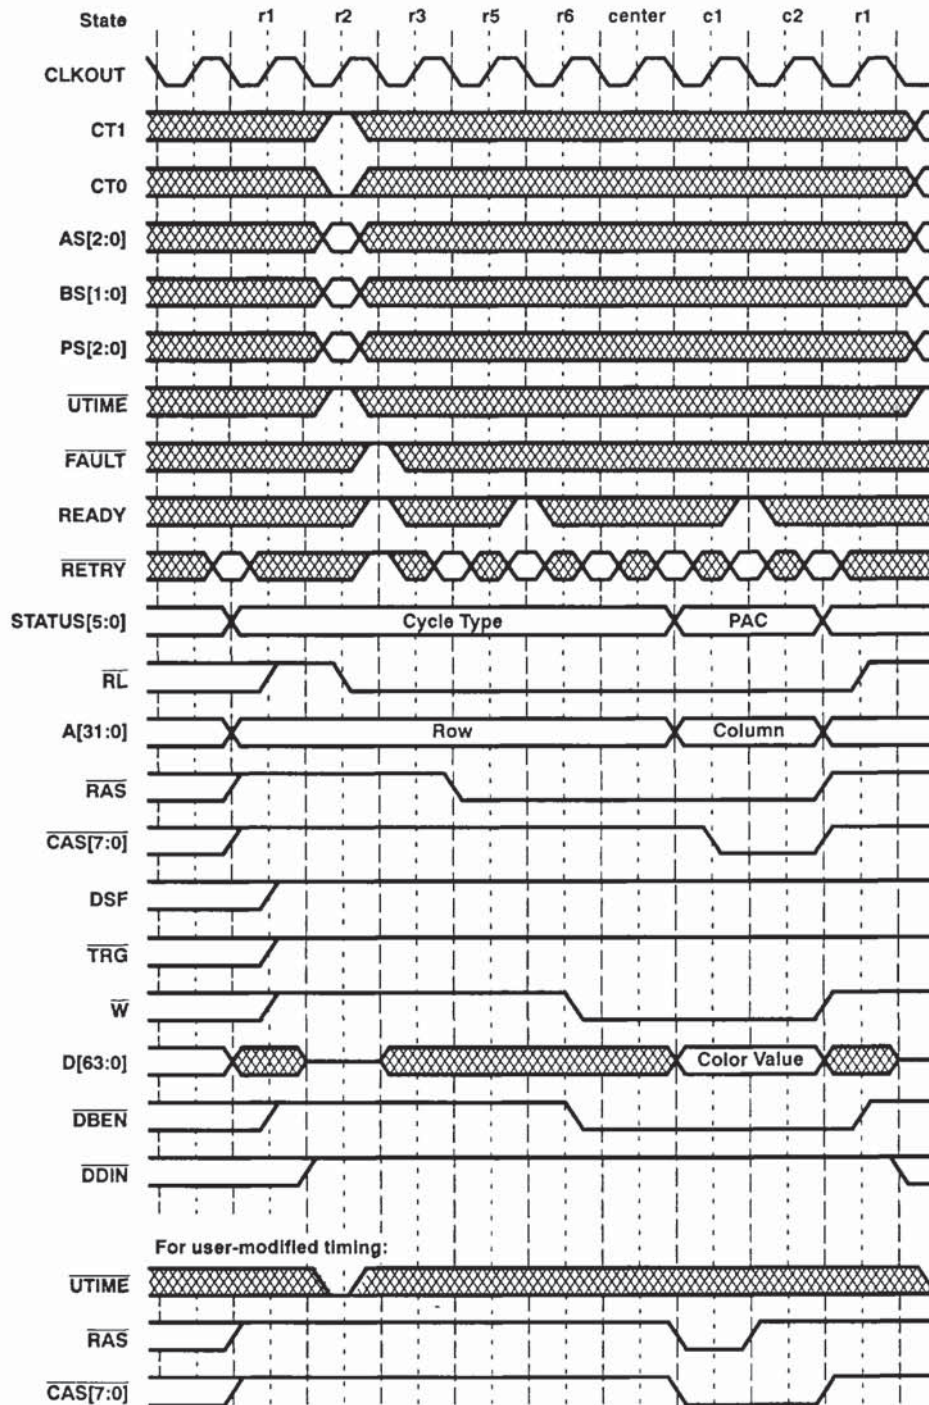 State r1 r2 r3 r5 r6 center c1 c2 r1
CLKOUT
CT1
CT0
AS[2:0]
BS[1:0]
PS[2:0]
UTIME
FAULT
READY
RETRY
STATUS[5:0] Cycle Type PAC
RL
A[31:0] Row Column
RAS
CAS[7:0]
DSF
TRG
W
D[63:0] Color Value
DBEN
DDIN
For user-modified timing:
UTIME
RAS
CAS[7:0]